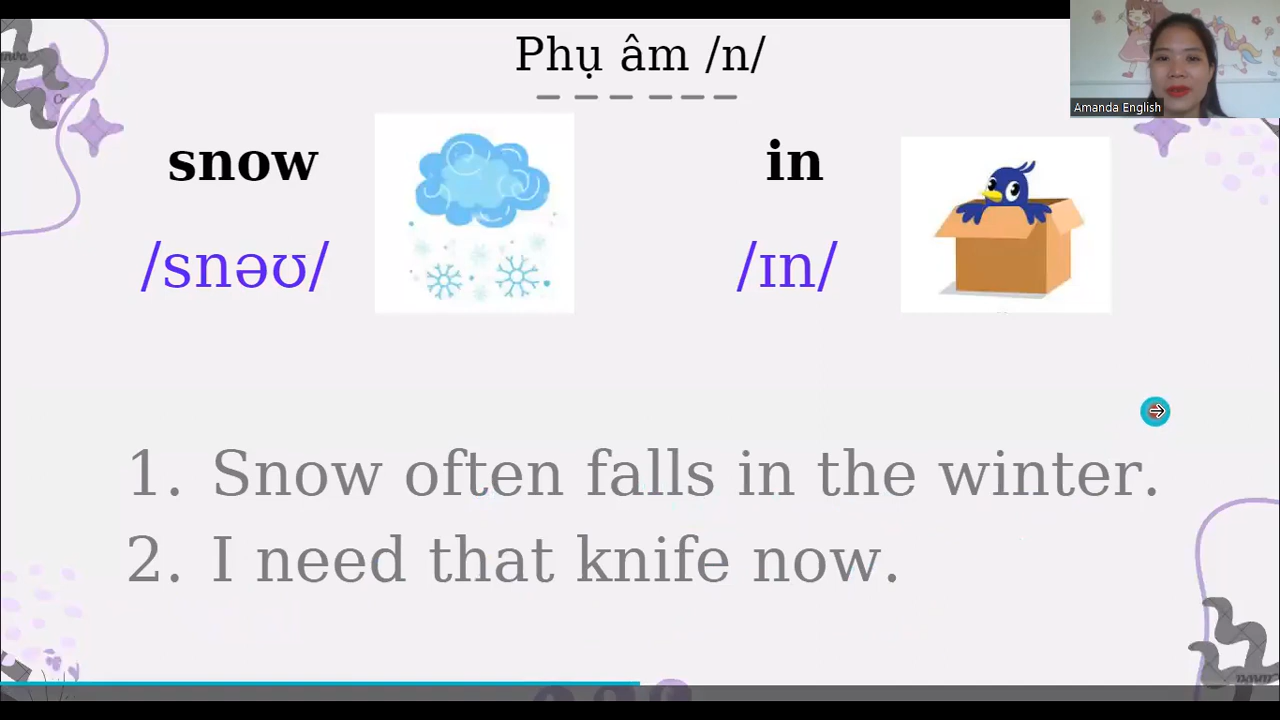 Phụ âm /n/
Amanda English
snow
in
/snəʊ/
/ɪn/
1. Snow often falls in the winter.
2. I need that knife now.